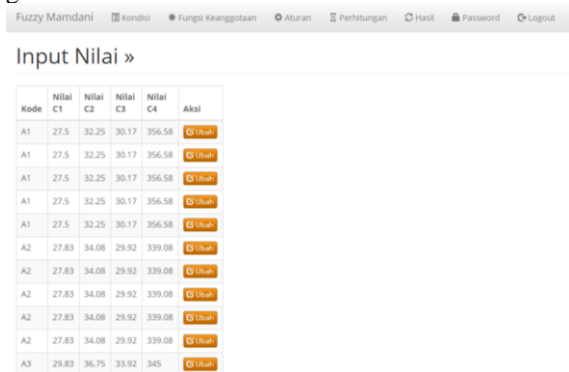 Fuzzy Mamdani Kondisi Fungsi Keanggotaan Aturan Perhitungan Hasil Password Logout
Input Nilai »
Kode Nilai C1 Nilai C2 Nilai C3 Nilai C4 Aksi
A1 27.5 32.25 30.17 356.58 Ubah
A1 27.5 32.25 30.17 356.58 Ubah
A1 27.5 32.25 30.17 356.58 Ubah
A1 27.5 32.25 30.17 356.58 Ubah
A1 27.5 32.25 30.17 356.58 Ubah
A2 27.83 34.08 29.92 339.08 Ubah
A2 27.83 34.08 29.92 339.08 Ubah
A2 27.83 34.08 29.92 339.08 Ubah
A2 27.83 34.08 29.92 339.08 Ubah
A2 27.83 34.08 29.92 339.08 Ubah
A3 29.83 36.75 33.92 345 Ubah